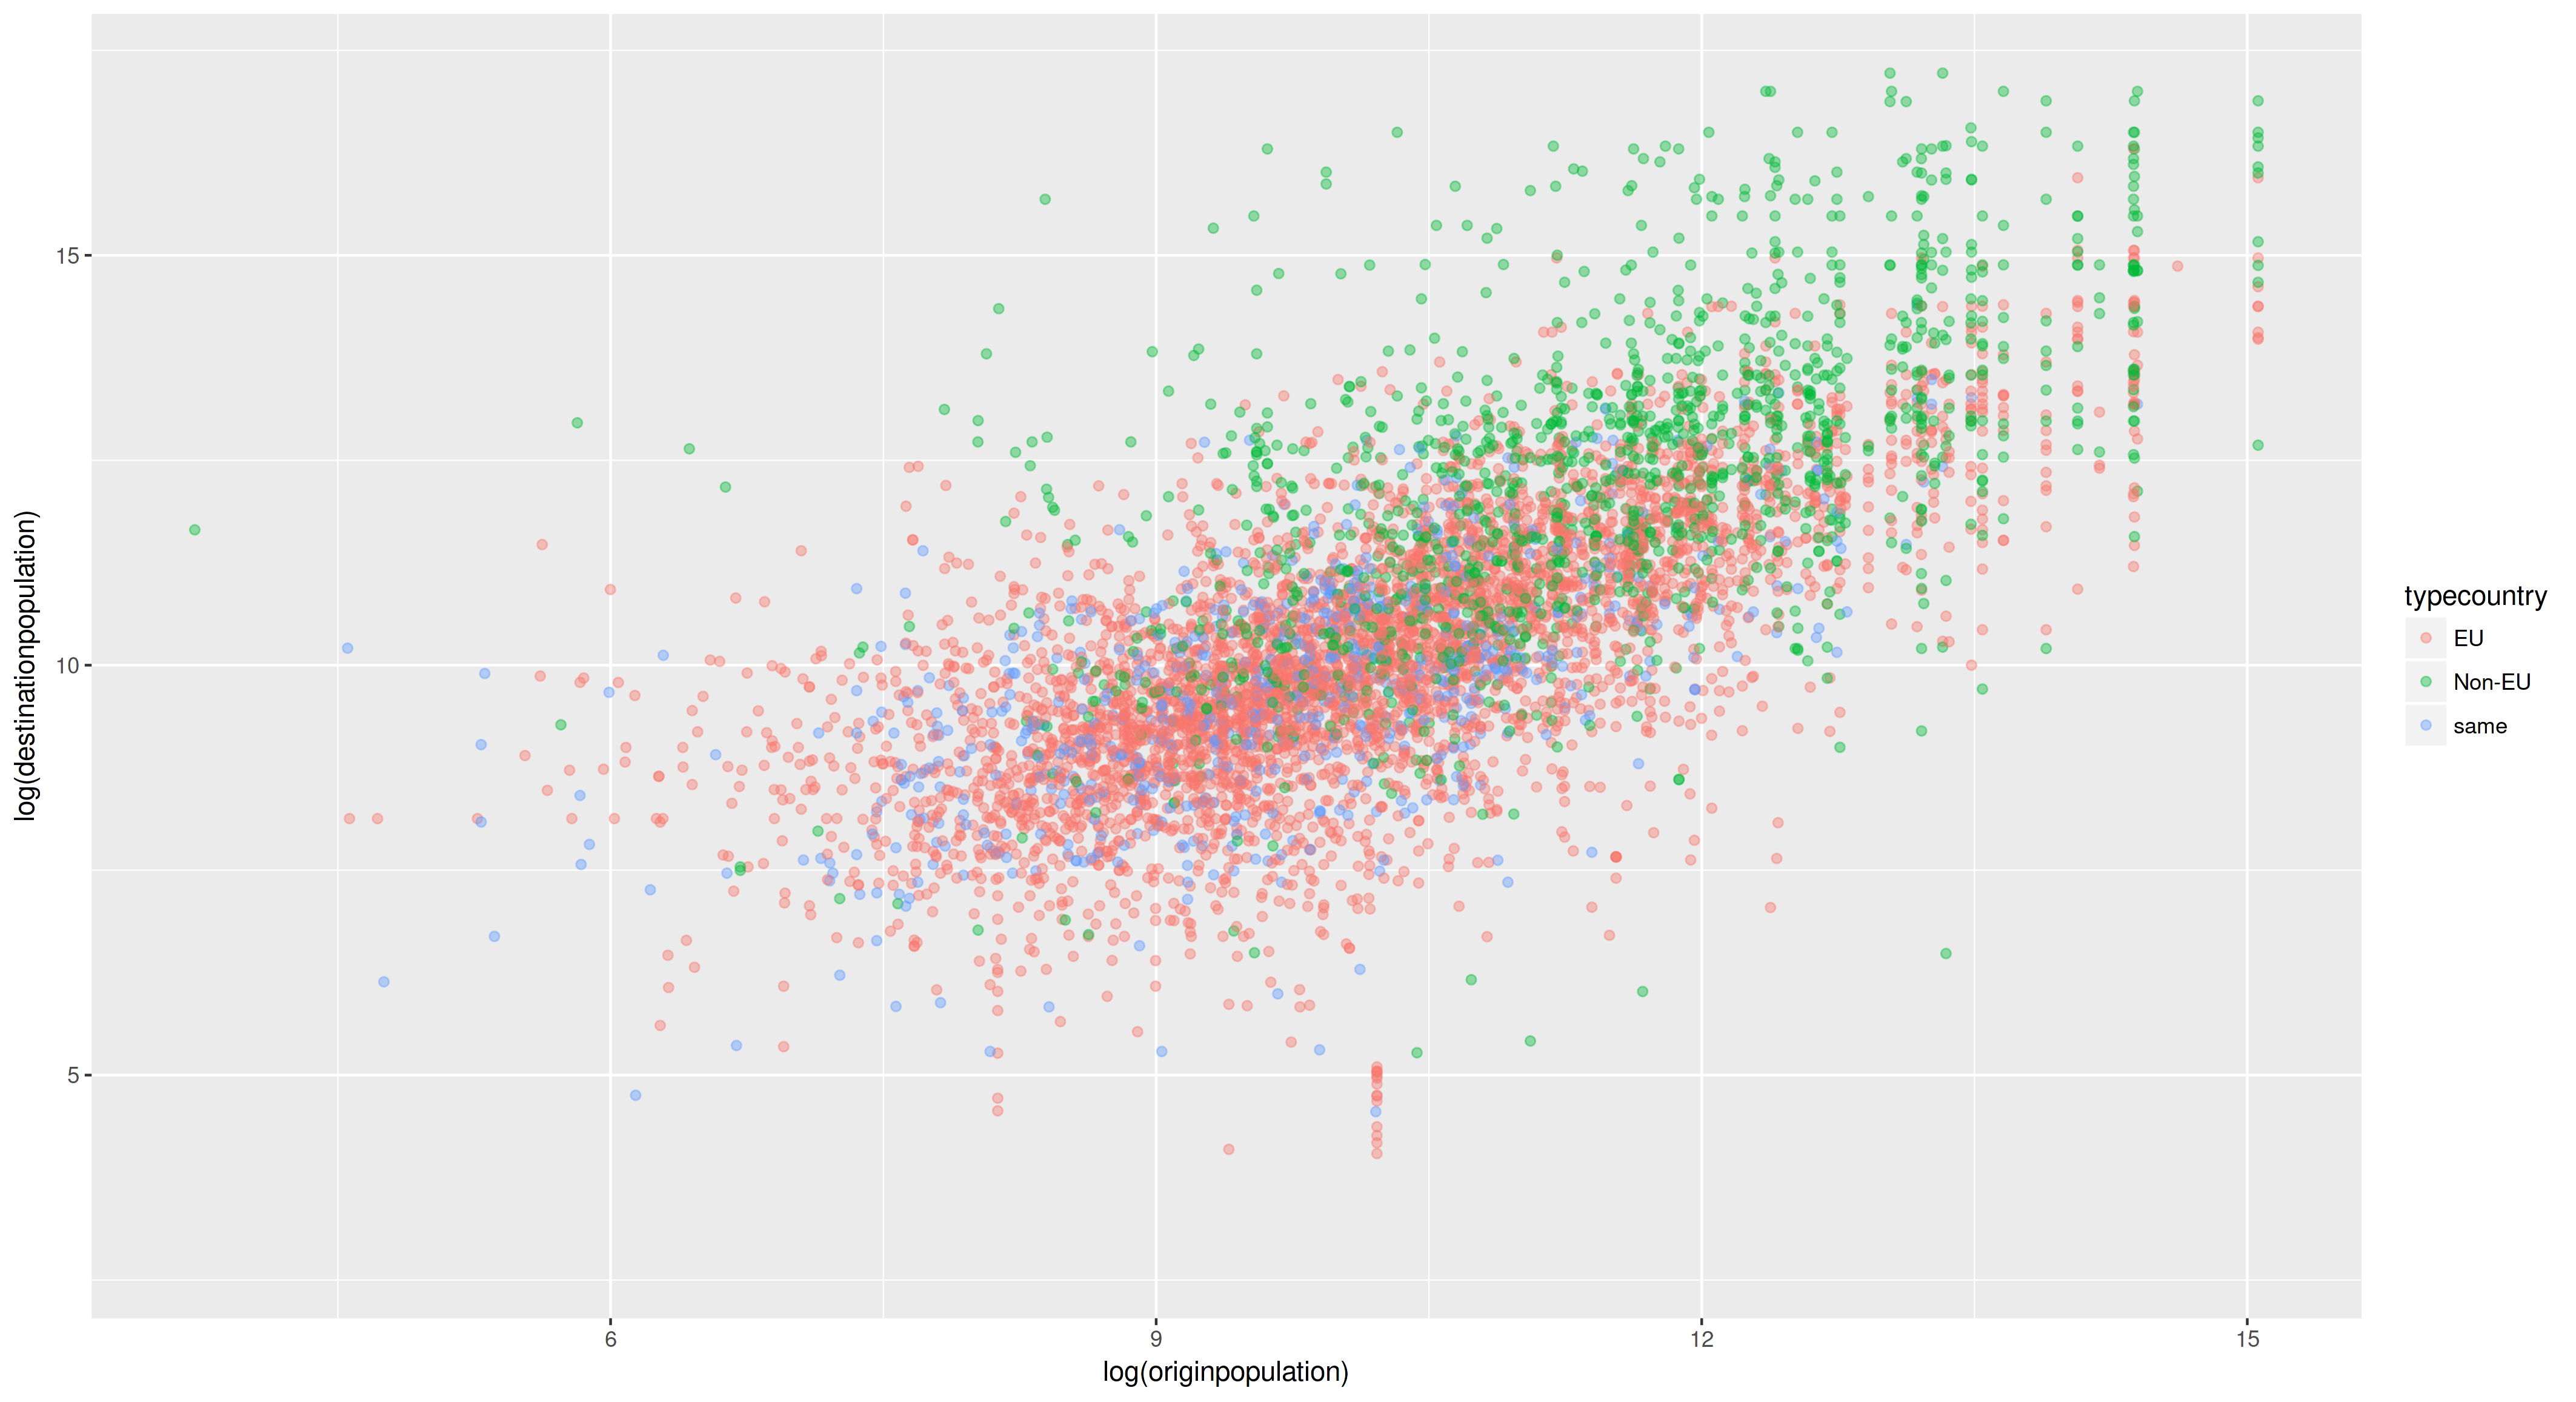 15
10
5
6
9
12
15
log(originpopulation)
log(destinationpopulation)
typecountry
EU
Non-EU
same